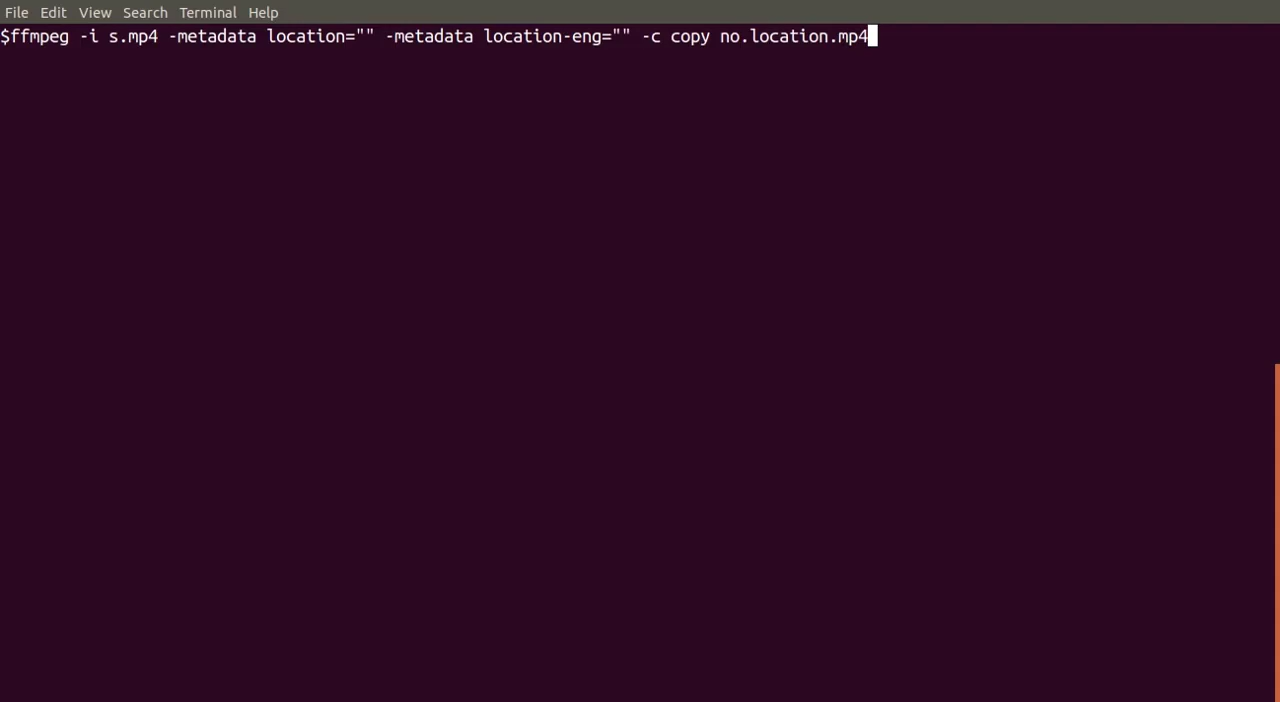 File Edit View Search Terminal Help
$ffmpeg -i s.mp4 -metadata location="" -metadata location-eng="" -c copy no.location.mp4